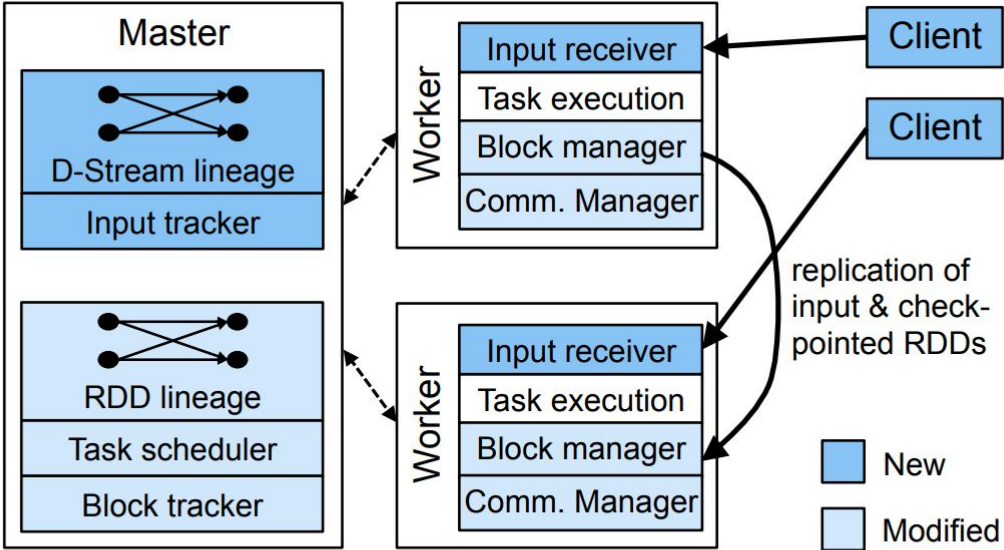 Master
D-Stream lineage
Input tracker
RDD lineage
Task scheduler
Block tracker
Worker
Input receiver
Task execution
Block manager
Comm. Manager
Worker
Input receiver
Task execution
Block manager
Comm. Manager
Client
Client
replication of
input & check-
pointed RDDs
New
Modified